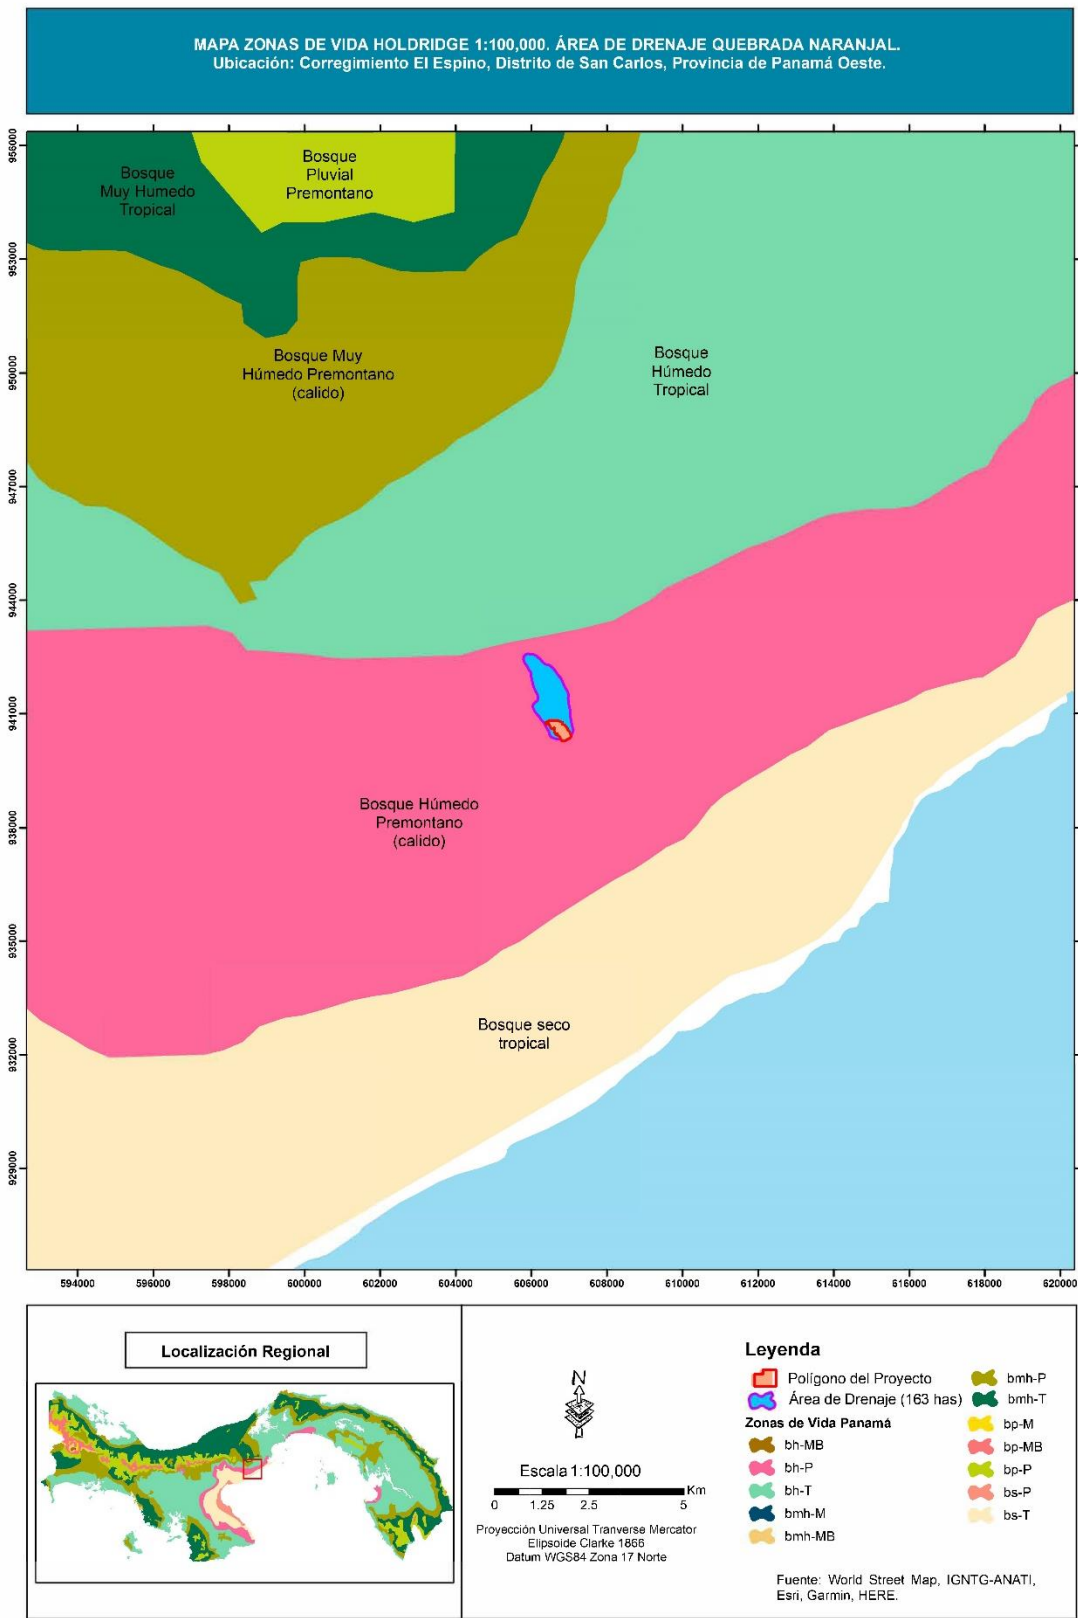 MAPA ZONAS DE VIDA HOLDRIDGE 1:100,000. ÁREA DE DRENAJE QUEBRADA NARANJAL.
Ubicación: Corregimiento El Espino, Distrito de San Carlos, Provincia de Panamá Oeste.
956000
953000
950000
947000
944000
941000
938000
935000
932000
929000
Bosque
Muy Humedo
Tropical
Bosque
Pluvial
Premontano
Bosque Muy
Húmedo Premontano
(calido)
Bosque
Húmedo
Tropical
Bosque Húmedo
Premontano
(calido)
Bosque seco
tropical
594000
596000
598000
600000
602000
604000
606000
608000
610000
612000
614000
616000
618000
620000
Localización Regional
N
Escala 1:100,000
0 1.25 2.5 5 Km
Proyección Universal Tranverse Mercator
Elipsoide Clarke 1866
Datum WGS84 Zona 17 Norte
Leyenda
Polígono del Proyecto
Área de Drenaje (163 has)
Zonas de Vida Panamá
bh-MB
bh-P
bh-T
bmh-M
bmh-MB
bmh-P
bmh-T
bp-M
bp-MB
bp-P
bs-P
bs-T
Fuente: World Street Map, IGNTG-ANATI,
Esri, Garmin, HERE.